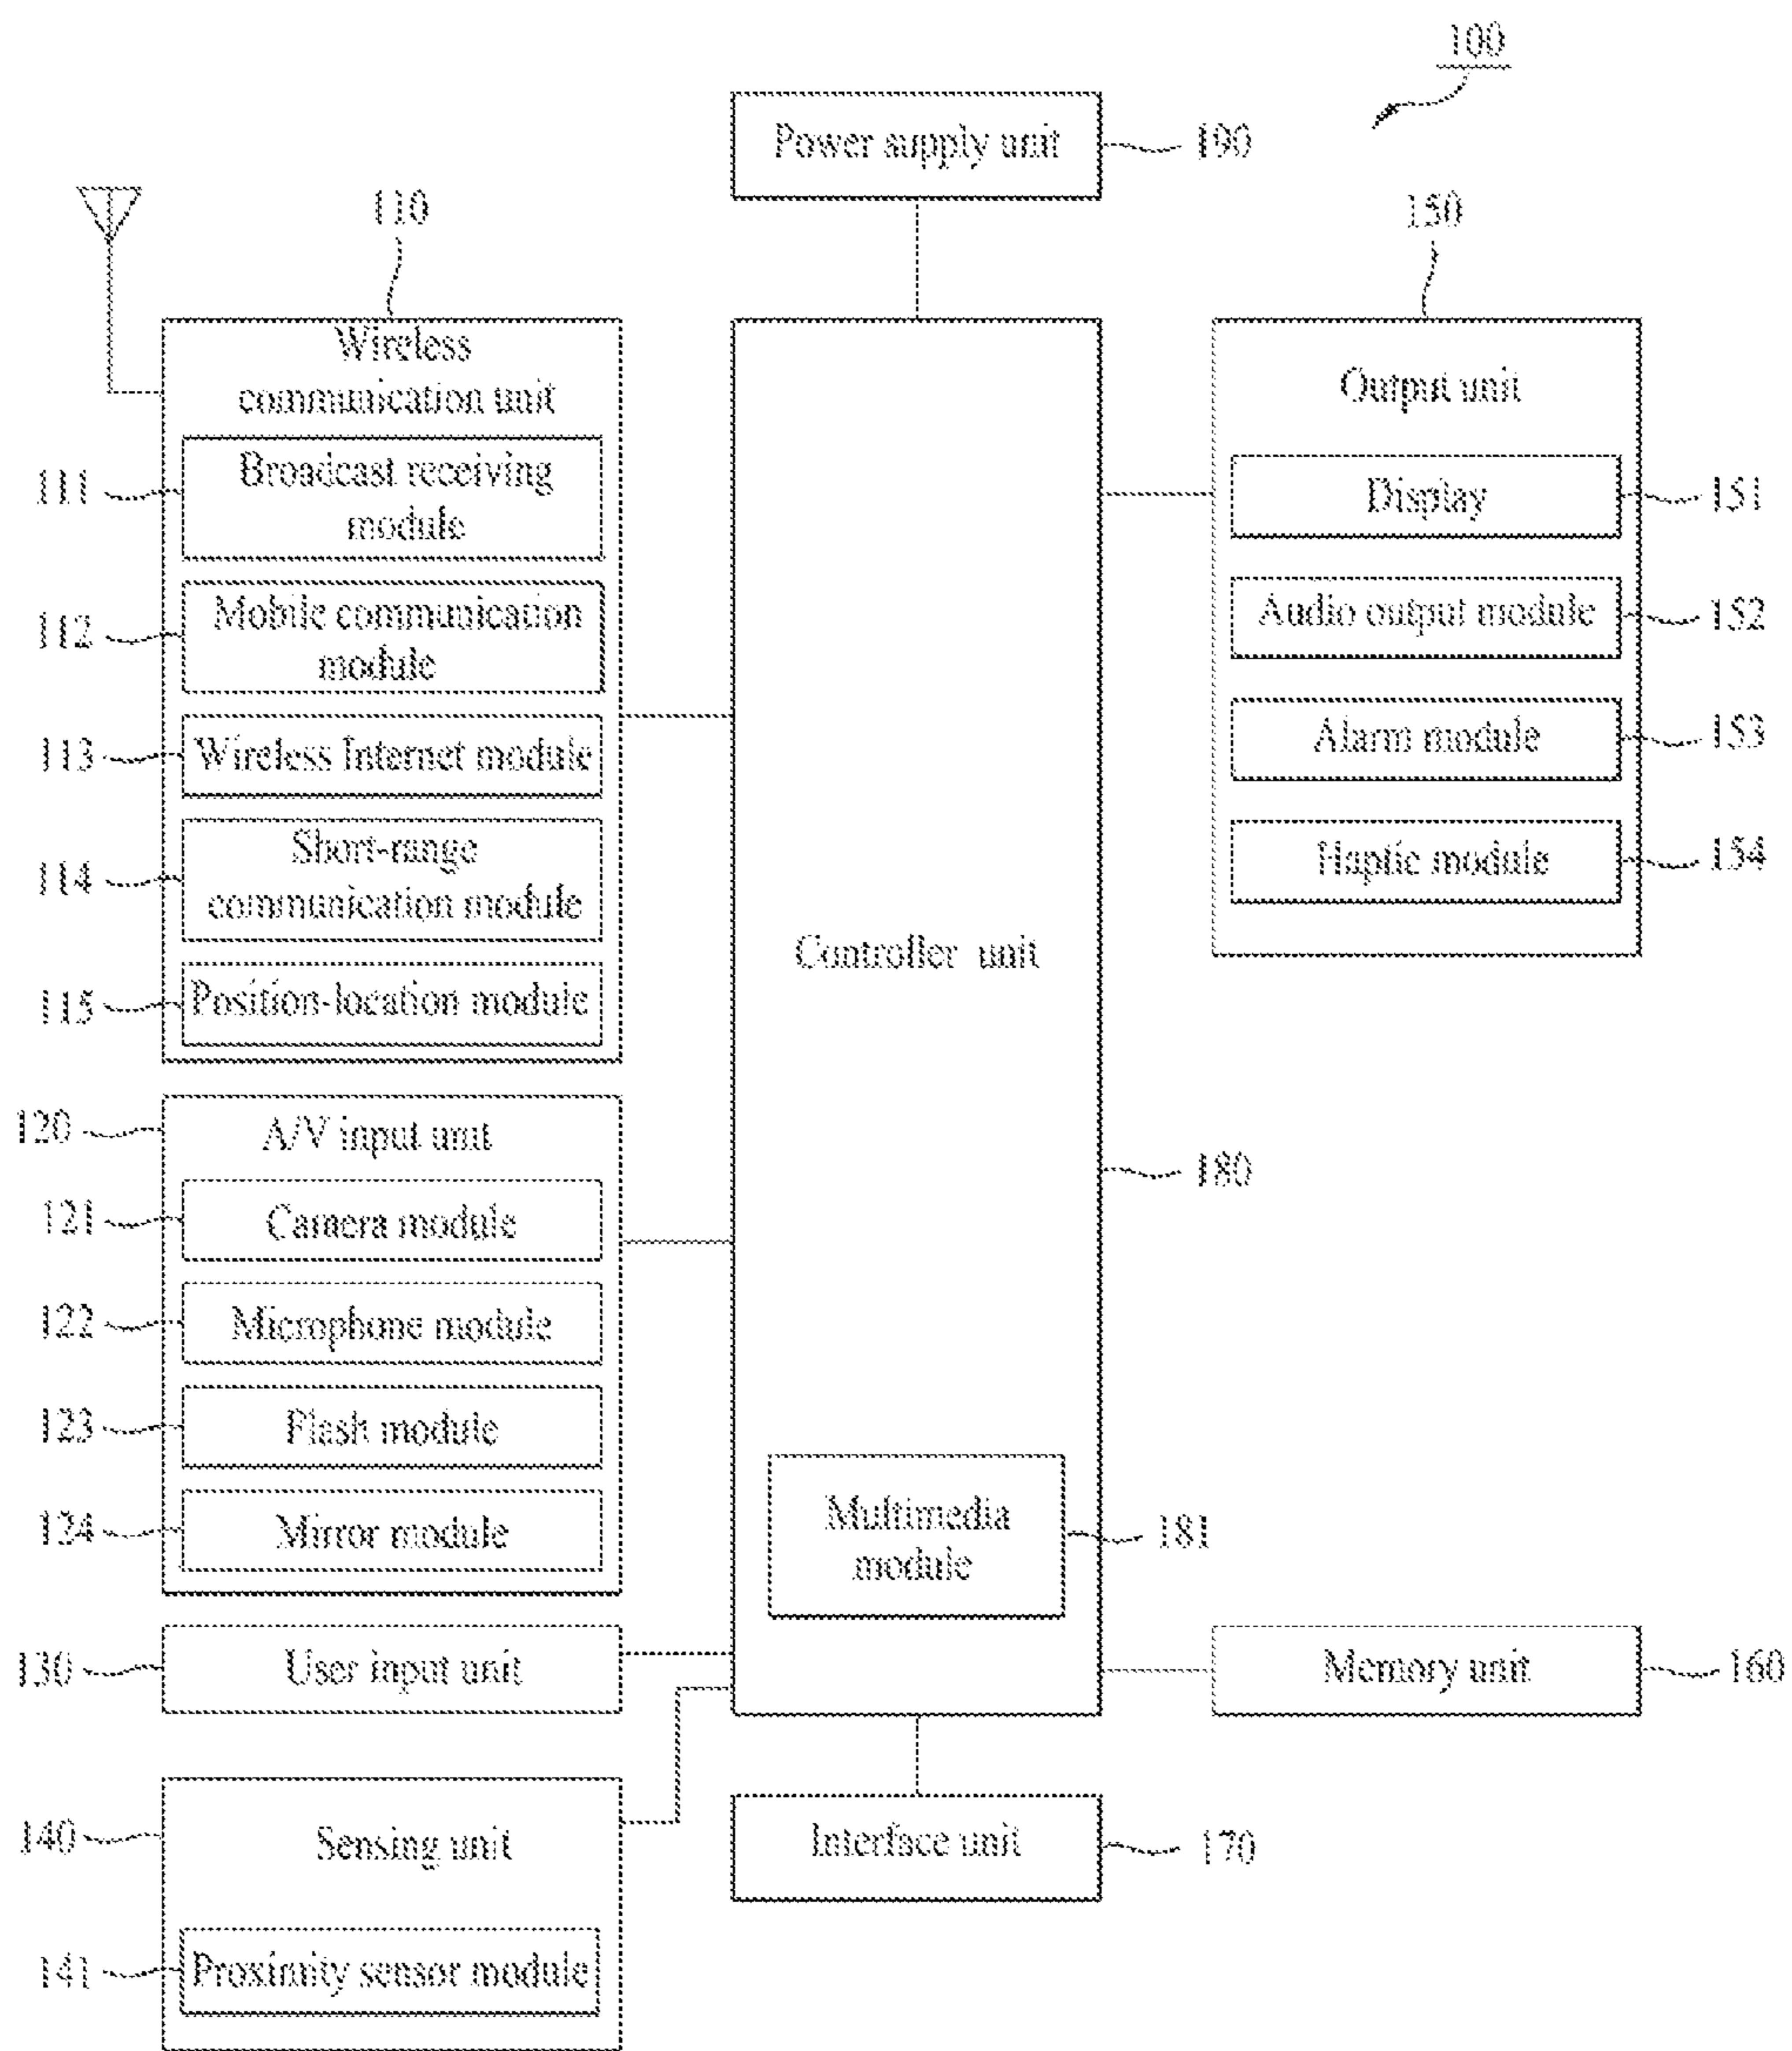 100
Power supply unit
190
110
150
Wireless
communication unit
Output unit
111
Broadcast receiving
module
Display
151
112
Mobile communication
module
Audio output module
152
113
Wireless Internet module
Alarm module
153
114
Short-range
communication module
Haptic module
154
Controller unit
115
Position-location module
120
A/V input unit
180
121
Camera module
122
Microphone module
123
Flash module
124
Mirror module
Multimedia
module
181
130
User input unit
Memory unit
160
140
Sensing unit
Interface unit
170
141
Proximity sensor module